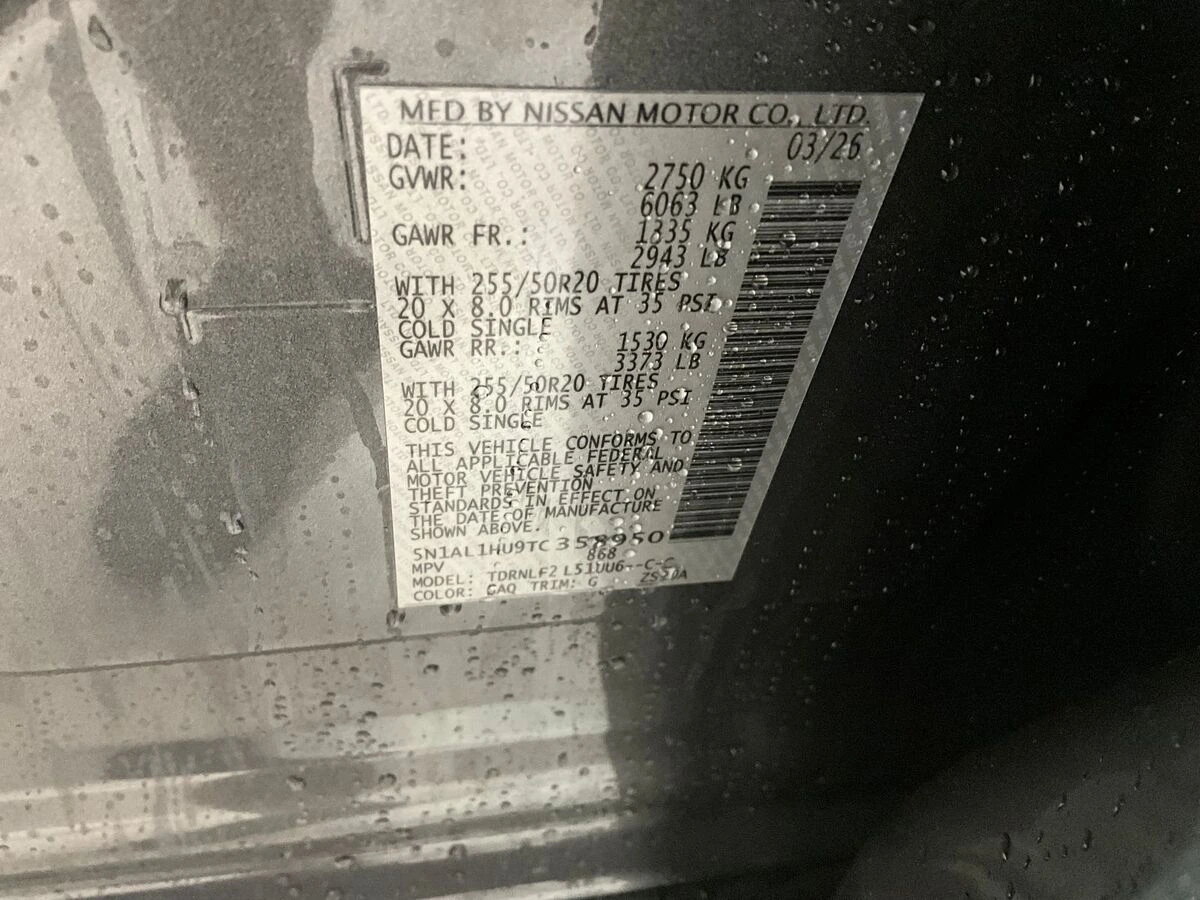 MFD BY NISSAN MOTOR CO., LTD.
DATE: 03/26
GVWR: 2750 KG
6063 LB
GAWR FR.: 1335 KG
2943 LB
WITH 255/50R20 TIRES
20 X 8.0 RIMS AT 35 PSI
COLD SINGLE
GAWR RR.: 1530 KG
3373 LB
WITH 255/50R20 TIRES
20 X 8.0 RIMS AT 35 PSI
COLD SINGLE
THIS VEHICLE CONFORMS TO
ALL APPLICABLE FEDERAL
MOTOR VEHICLE SAFETY AND
THEFT PREVENTION
STANDARDS IN EFFECT ON
THE DATE OF MANUFACTURE
SHOWN ABOVE.
5N1AL1HU9TC358950
MPV 868
MODEL: TDRNLF2 L51UU6--C-C
COLOR: GAQ TRIM: G